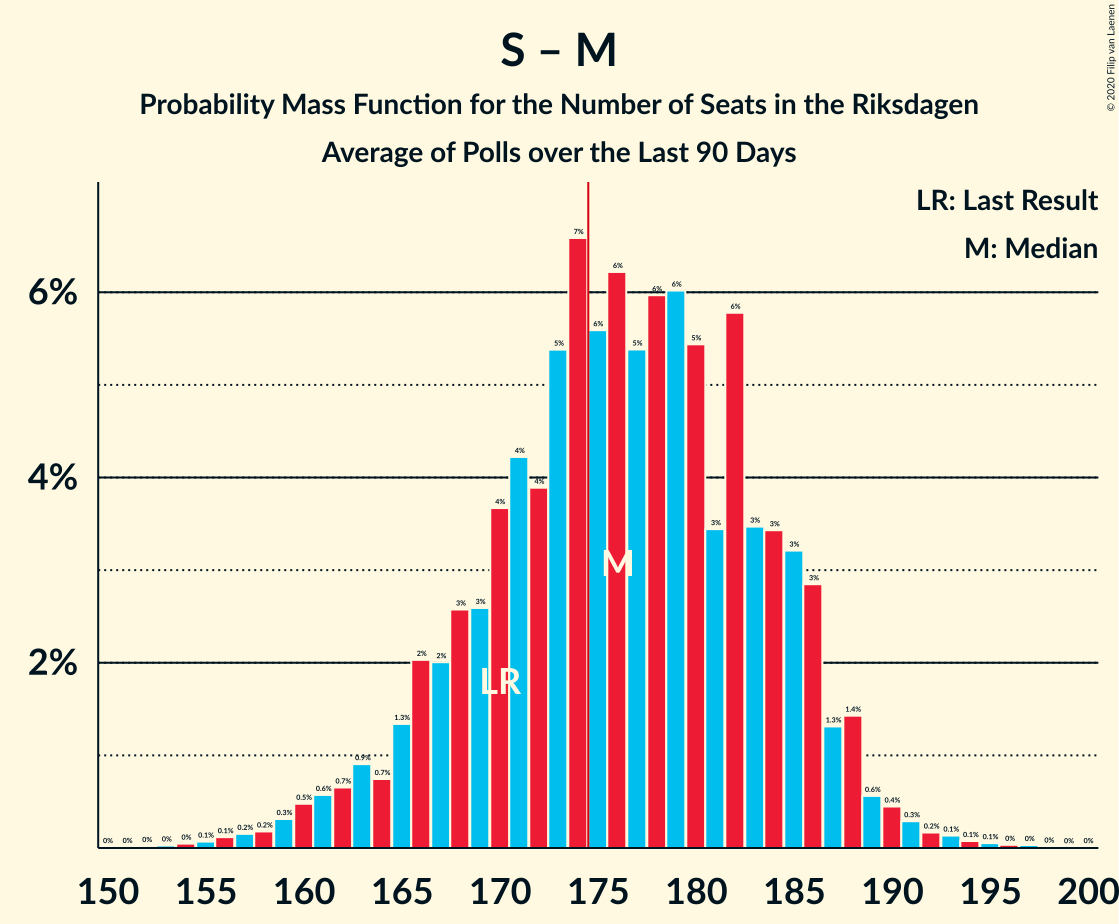 S – M
Probability Mass Function for the Number of Seats in the Riksdagen
Average of Polls over the Last 90 Days
© 2020 Filip van Laenen
LR: Last Result
M: Median
6%
4%
2%
0% 0% 0% 0% 0% 0.1% 0.1% 0.2% 0.2% 0.3% 0.5% 0.6% 0.7% 0.9% 0.7% 1.3% 2% 2% 3% 3% 4% 4% 4% 5% 7% 6% 6% 5% 6% 6% 5% 3% 6% 3% 3% 3% 3% 1.3% 1.4% 0.6% 0.4% 0.3% 0.2% 0.1% 0.1% 0.1% 0% 0% 0% 0% 0%
M
LR
150 155 160 165 170 175 180 185 190 195 200